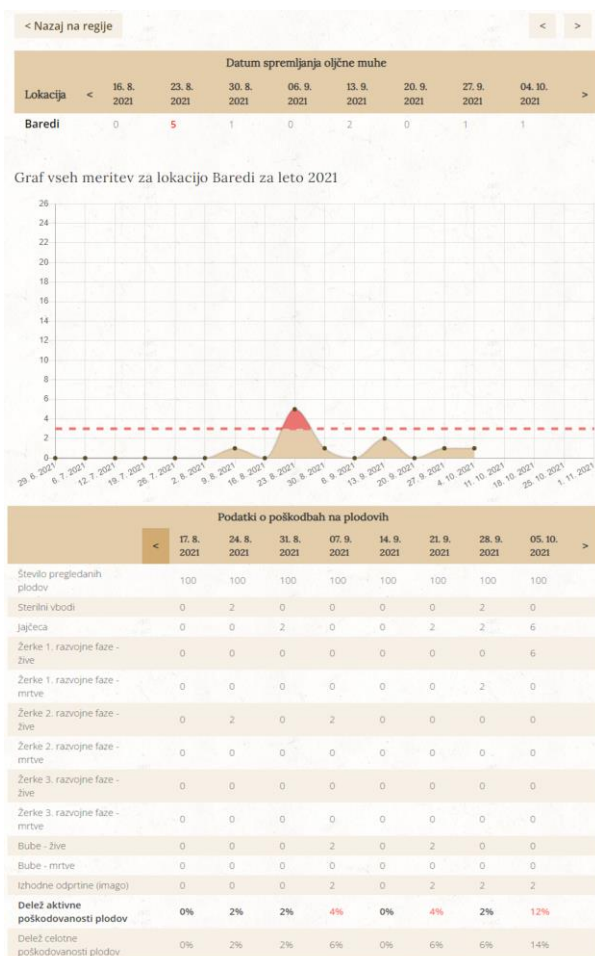 < Nazaj na regije < >
Datum spremljanja oljčne muhe
Lokacija < 16. 8. 2021 23. 8. 2021 30. 8. 2021 06. 9. 2021 13. 9. 2021 20. 9. 2021 27. 9. 2021 04. 10. 2021 >
Baredi 0 5 1 0 2 0 1 1
Graf vseh meritev za lokacijo Baredi za leto 2021
26
24
22
20
18
16
14
12
10
8
6
4
2
0
29. 6. 2021 6. 7. 2021 12. 7. 2021 19. 7. 2021 26. 7. 2021 2. 8. 2021 9. 8. 2021 16. 8. 2021 23. 8. 2021 30. 8. 2021 6. 9. 2021 13. 9. 2021 20. 9. 2021 27. 9. 2021 4. 10. 2021 11. 10. 2021 18. 10. 2021 25. 10. 2021 1. 11. 2021
Podatki o poškodbah na plodovih
< 17. 8. 2021 24. 8. 2021 31. 8. 2021 07. 9. 2021 14. 9. 2021 21. 9. 2021 28. 9. 2021 05. 10. 2021 >
Število pregledanih plodov 100 100 100 100 100 100 100 100
Sterilni vbodi 0 2 0 0 0 0 2 0
Jajčeca 0 0 2 0 0 2 2 6
Žerke 1. razvojne faze - žive 0 0 0 0 0 0 0 6
Žerke 1. razvojne faze - mrtve 0 0 0 0 0 0 2 0
Žerke 2. razvojne faze - žive 0 2 0 2 0 0 0 0
Žerke 2. razvojne faze - mrtve 0 0 0 0 0 0 0 0
Žerke 3. razvojne faze - žive 0 0 0 0 0 0 0 0
Žerke 3. razvojne faze - mrtve 0 0 0 0 0 0 0 0
Bube - žive 0 0 0 2 0 2 0 0
Bube - mrtve 0 0 0 0 0 0 0 0
Izhodne odprtine (imago) 0 0 0 2 0 2 2 2
Delež aktivne poškodovanosti plodov 0% 2% 2% 4% 0% 4% 2% 12%
Delež celotne poškodovanosti plodov 0% 2% 2% 6% 0% 6% 6% 14%